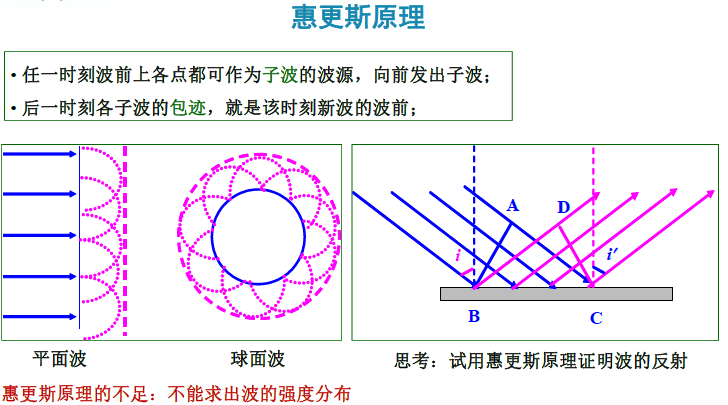 惠更斯原理
·任一时刻波前上各点都可作为子波的波源，向前发出子波；
·后一时刻各子波的包迹，就是该时刻新波的波前；
A
D
i
i′
B
C
平面波
球面波
思考：试用惠更斯原理证明波的反射
惠更斯原理的不足：不能求出波的强度分布